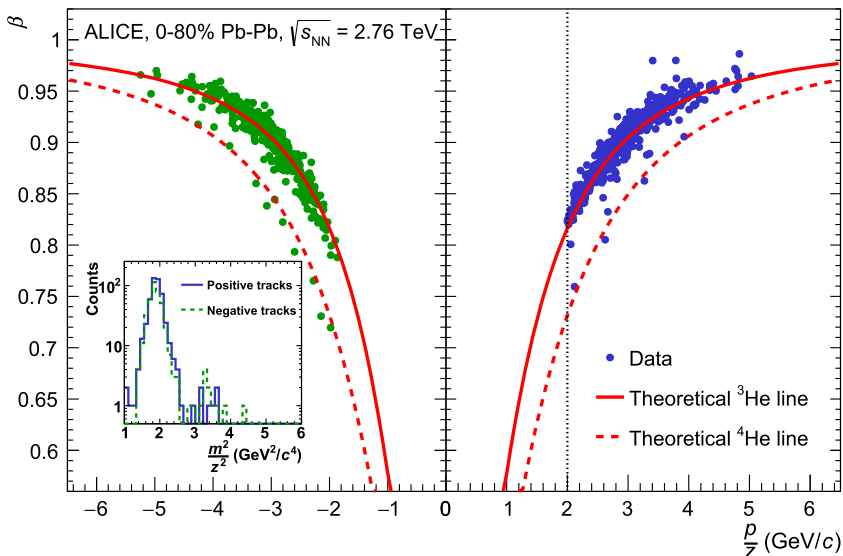 β
ALICE, 0-80% Pb-Pb, √s_NN = 2.76 TeV
1
0.95
0.9
0.85
0.8
0.75
0.7
0.65
0.6
Counts
10²
10
1
Positive tracks
Negative tracks
1 2 3 4 5 6
m²/z² (GeV²/c⁴)
Data
Theoretical ³He line
Theoretical ⁴He line
−6 −5 −4 −3 −2 −1 0 1 2 3 4 5 6
p/z (GeV/c)